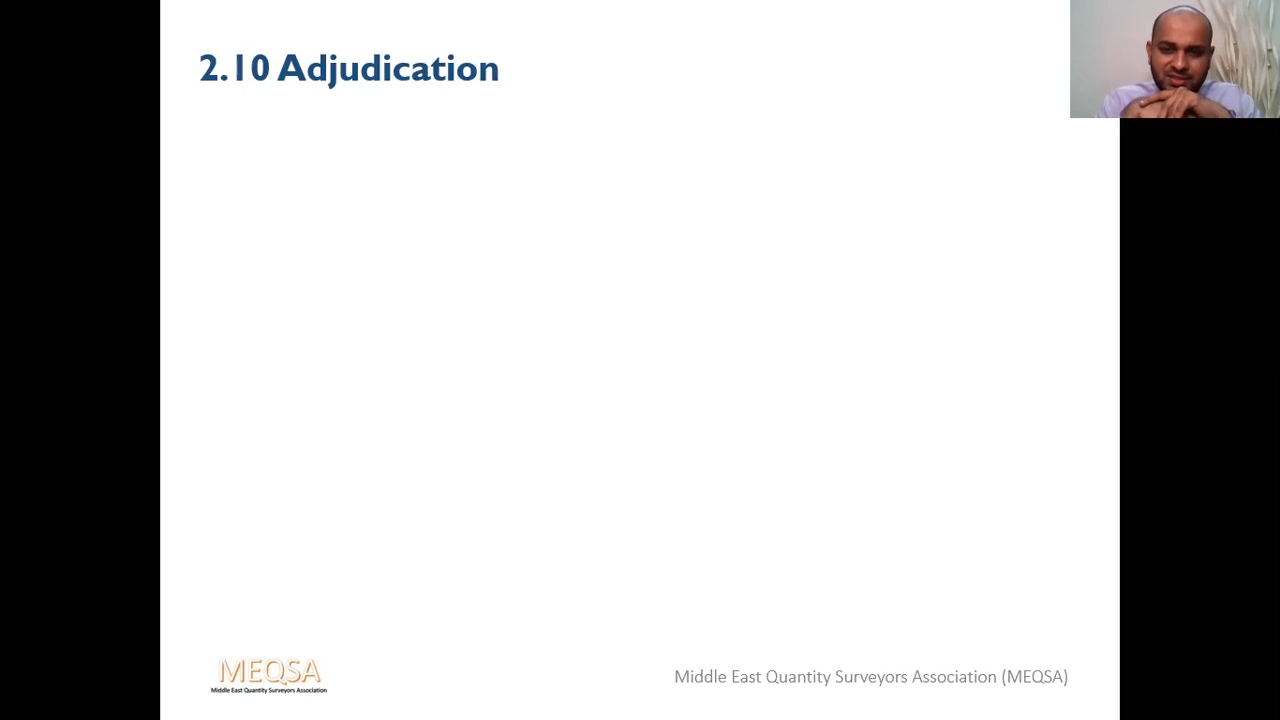 2.10 Adjudication
MEQSA
Middle East Quantity Surveyors Association
Middle East Quantity Surveyors Association (MEQSA)